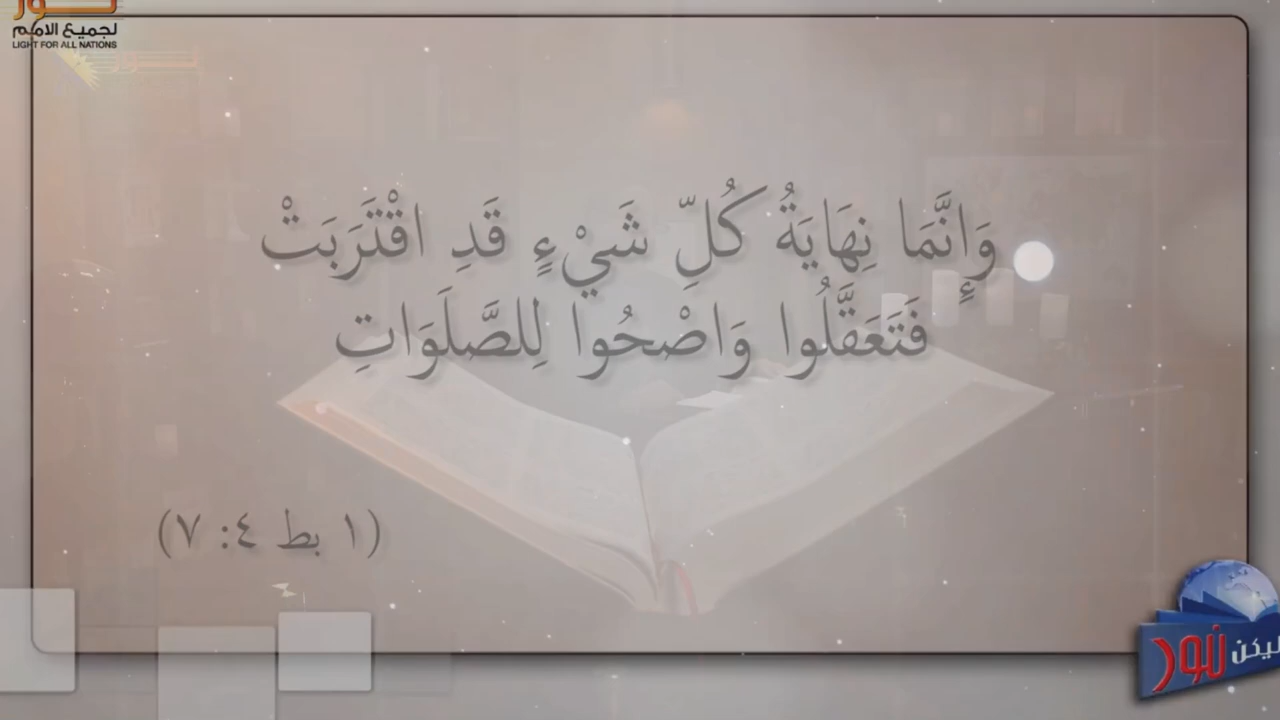 نور
لجميع الامم
LIGHT FOR ALL NATIONS
وَإِنَّمَا نِهَايَةُ كُلِّ شَيْءٍ قَدِ اقْتَرَبَتْ
فَتَعَقَّلُوا وَاصْحُوا لِلصَّلَوَاتِ
(١ بط ٤: ٧)
ليكن نور